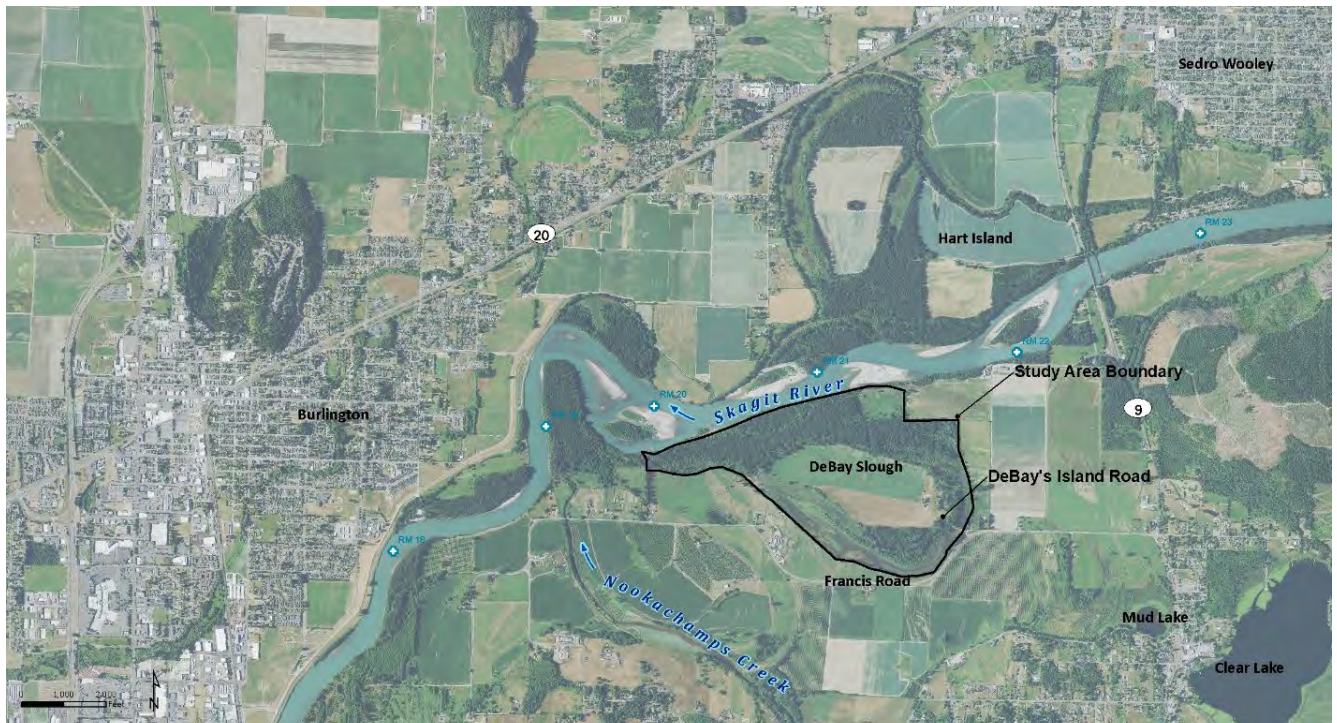 Sedro Wooley
20
Hart Island
RM 23
RM 22
RM 21
Study Area Boundary
Skagit River
RM 20
9
Burlington
DeBay Slough
DeBay's Island Road
RM 18
Francis Road
Nookachamps Creek
Mud Lake
Clear Lake
0 1,000 2,000
Feet
N